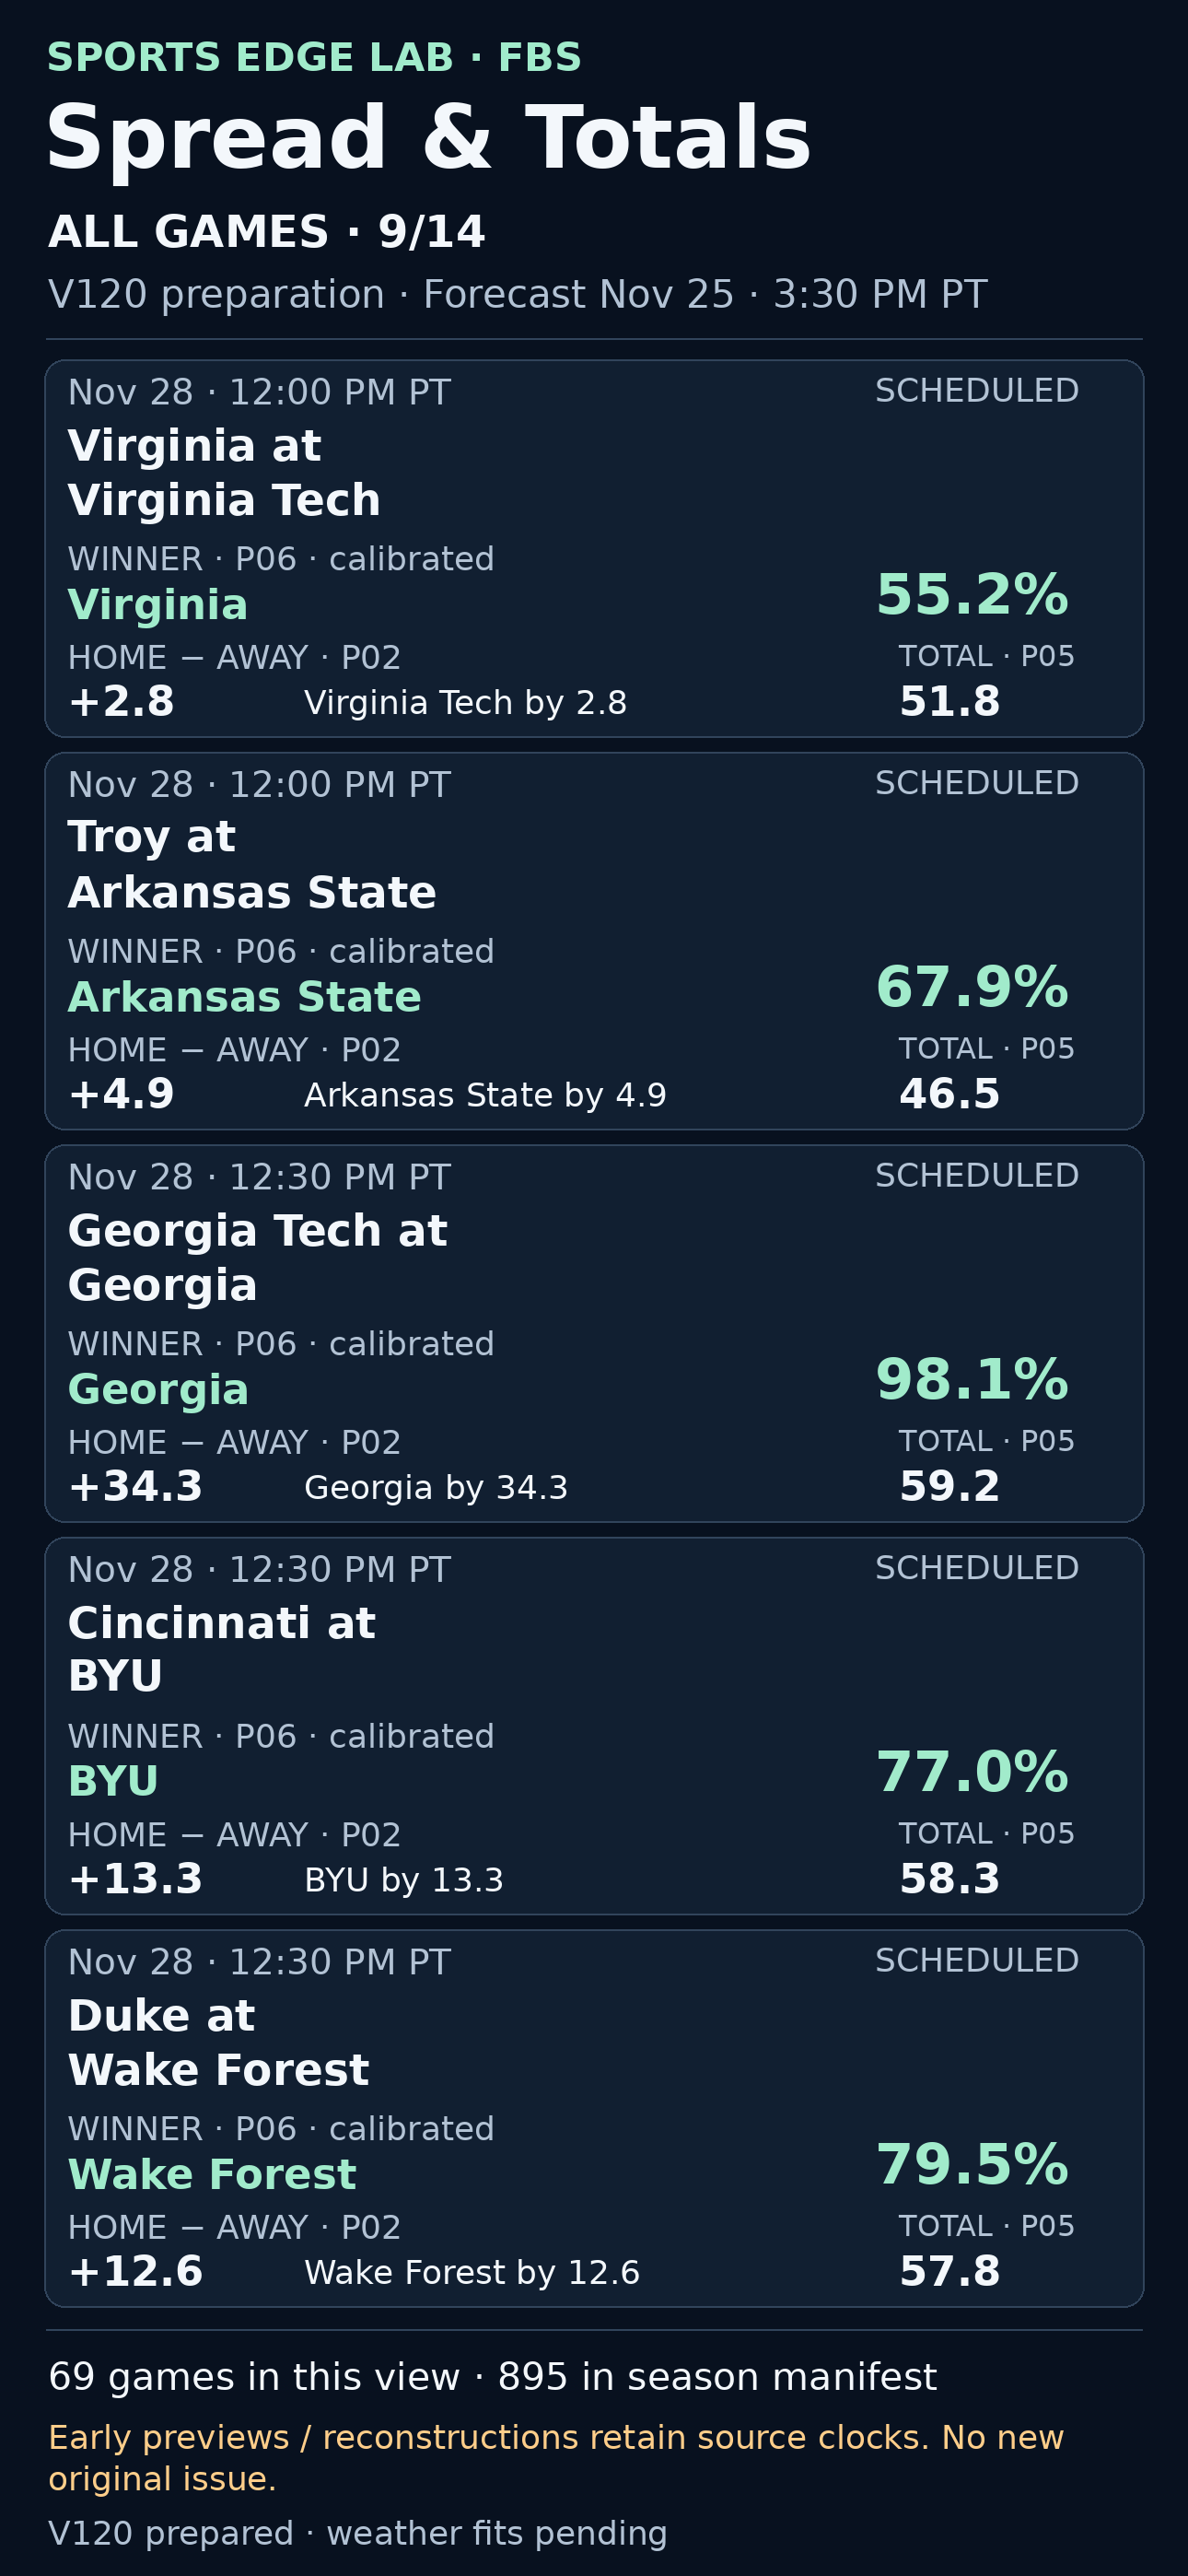 SPORTS EDGE LAB · FBS
Spread & Totals
ALL GAMES · 9/14
V120 preparation · Forecast Nov 25 · 3:30 PM PT
Nov 28 · 12:00 PM PT SCHEDULED
Virginia at
Virginia Tech
WINNER · P06 · calibrated
Virginia 55.2%
HOME − AWAY · P02 TOTAL · P05
+2.8 Virginia Tech by 2.8 51.8
Nov 28 · 12:00 PM PT SCHEDULED
Troy at
Arkansas State
WINNER · P06 · calibrated
Arkansas State 67.9%
HOME − AWAY · P02 TOTAL · P05
+4.9 Arkansas State by 4.9 46.5
Nov 28 · 12:30 PM PT SCHEDULED
Georgia Tech at
Georgia
WINNER · P06 · calibrated
Georgia 98.1%
HOME − AWAY · P02 TOTAL · P05
+34.3 Georgia by 34.3 59.2
Nov 28 · 12:30 PM PT SCHEDULED
Cincinnati at
BYU
WINNER · P06 · calibrated
BYU 77.0%
HOME − AWAY · P02 TOTAL · P05
+13.3 BYU by 13.3 58.3
Nov 28 · 12:30 PM PT SCHEDULED
Duke at
Wake Forest
WINNER · P06 · calibrated
Wake Forest 79.5%
HOME − AWAY · P02 TOTAL · P05
+12.6 Wake Forest by 12.6 57.8
69 games in this view · 895 in season manifest
Early previews / reconstructions retain source clocks. No new
original issue.
V120 prepared · weather fits pending